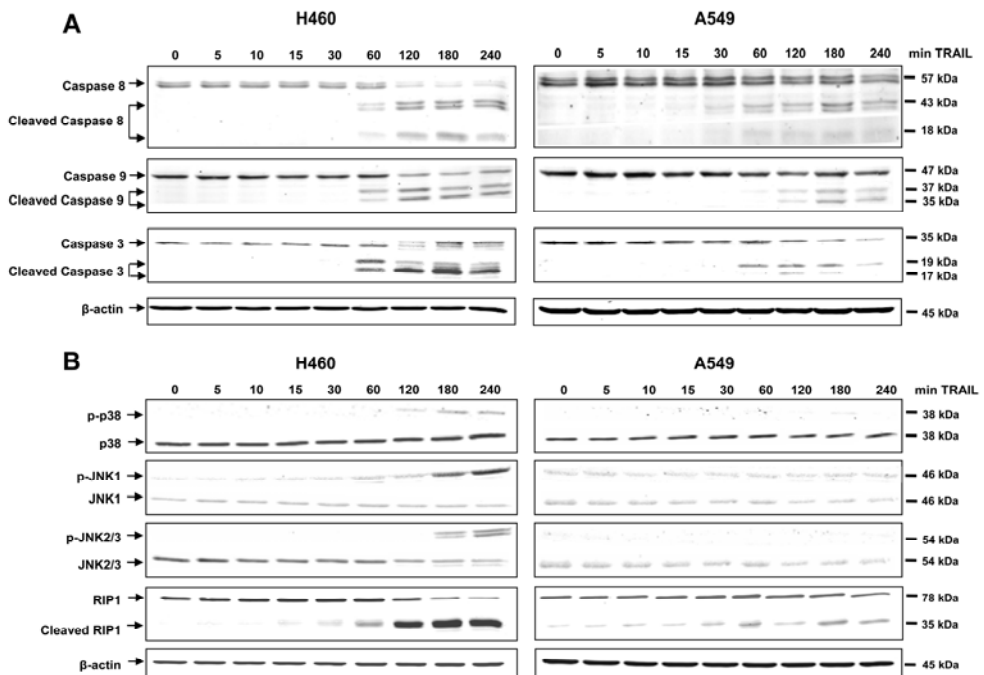 A
H460
A549
0 5 10 15 30 60 120 180 240
0 5 10 15 30 60 120 180 240 min TRAIL
Caspase 8
57 kDa
Cleaved Caspase 8
43 kDa
18 kDa
Caspase 9
47 kDa
Cleaved Caspase 9
37 kDa
35 kDa
Caspase 3
35 kDa
Cleaved Caspase 3
19 kDa
17 kDa
β-actin
45 kDa
B
H460
A549
0 5 10 15 30 60 120 180 240
0 5 10 15 30 60 120 180 240 min TRAIL
p-p38
38 kDa
p38
38 kDa
p-JNK1
46 kDa
JNK1
46 kDa
p-JNK2/3
54 kDa
JNK2/3
54 kDa
RIP1
78 kDa
Cleaved RIP1
35 kDa
β-actin
45 kDa